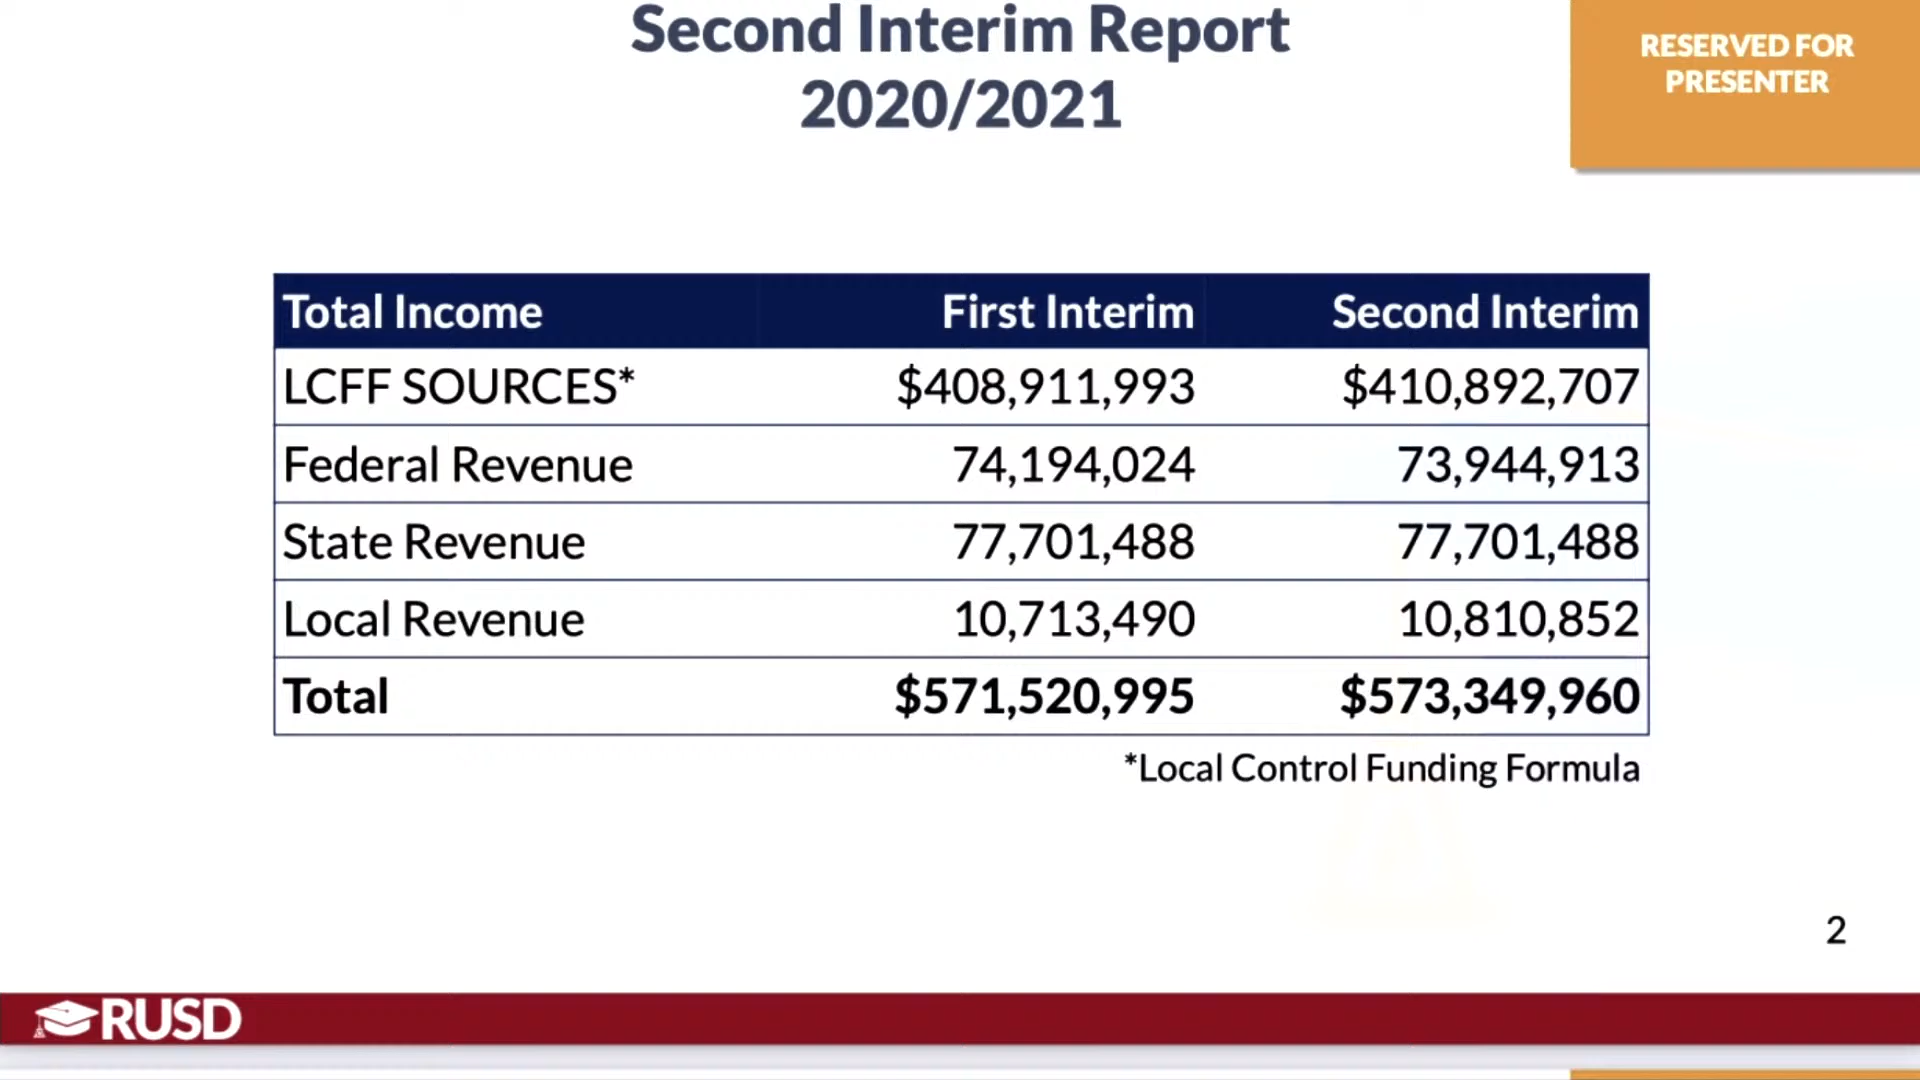 Second Interim Report
2020/2021
RESERVED FOR
PRESENTER
Total Income First Interim Second Interim
LCFF SOURCES* $408,911,993 $410,892,707
Federal Revenue 74,194,024 73,944,913
State Revenue 77,701,488 77,701,488
Local Revenue 10,713,490 10,810,852
Total $571,520,995 $573,349,960
*Local Control Funding Formula
2
RUSD